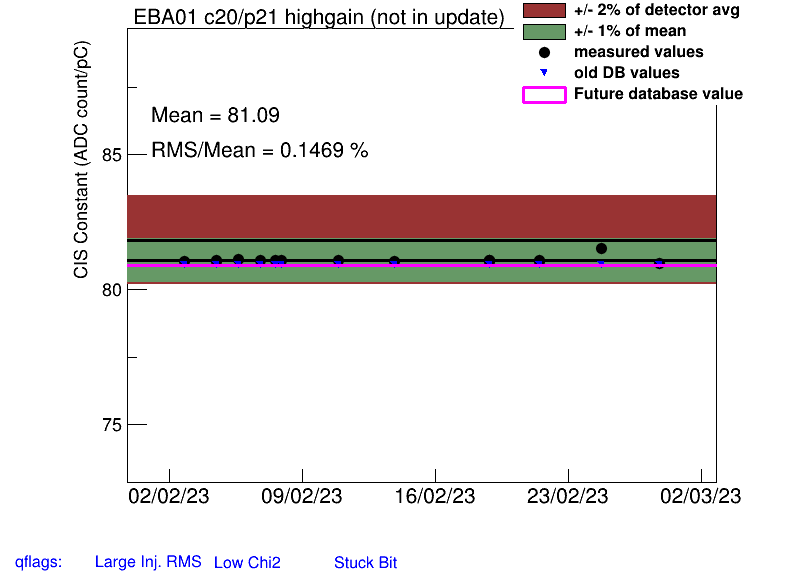 EBA01 c20/p21 highgain (not in update)
+/- 2% of detector avg
+/- 1% of mean
measured values
old DB values
Future database value
Mean = 81.09
RMS/Mean = 0.1469 %
CIS Constant (ADC count/pC)
85
80
75
02/02/23 09/02/23 16/02/23 23/02/23 02/03/23
qflags: Large Inj. RMS Low Chi2 Stuck Bit